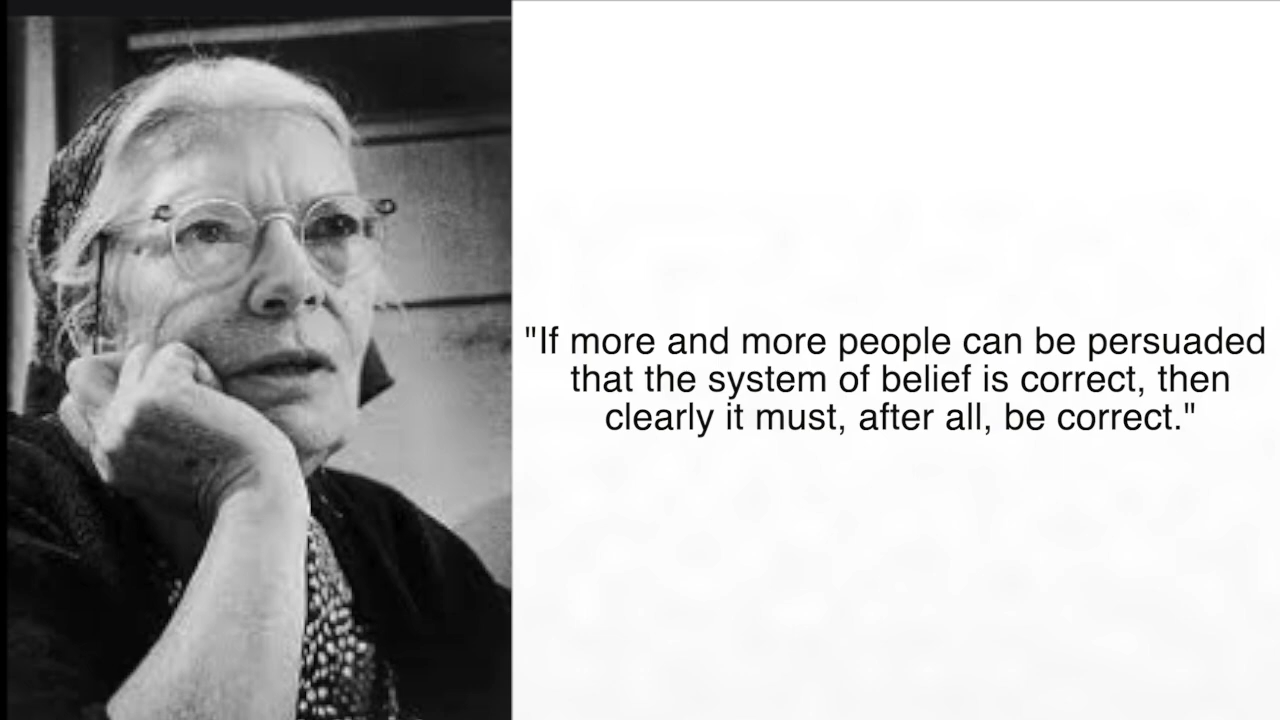 "If more and more people can be persuaded
that the system of belief is correct, then
clearly it must, after all, be correct."